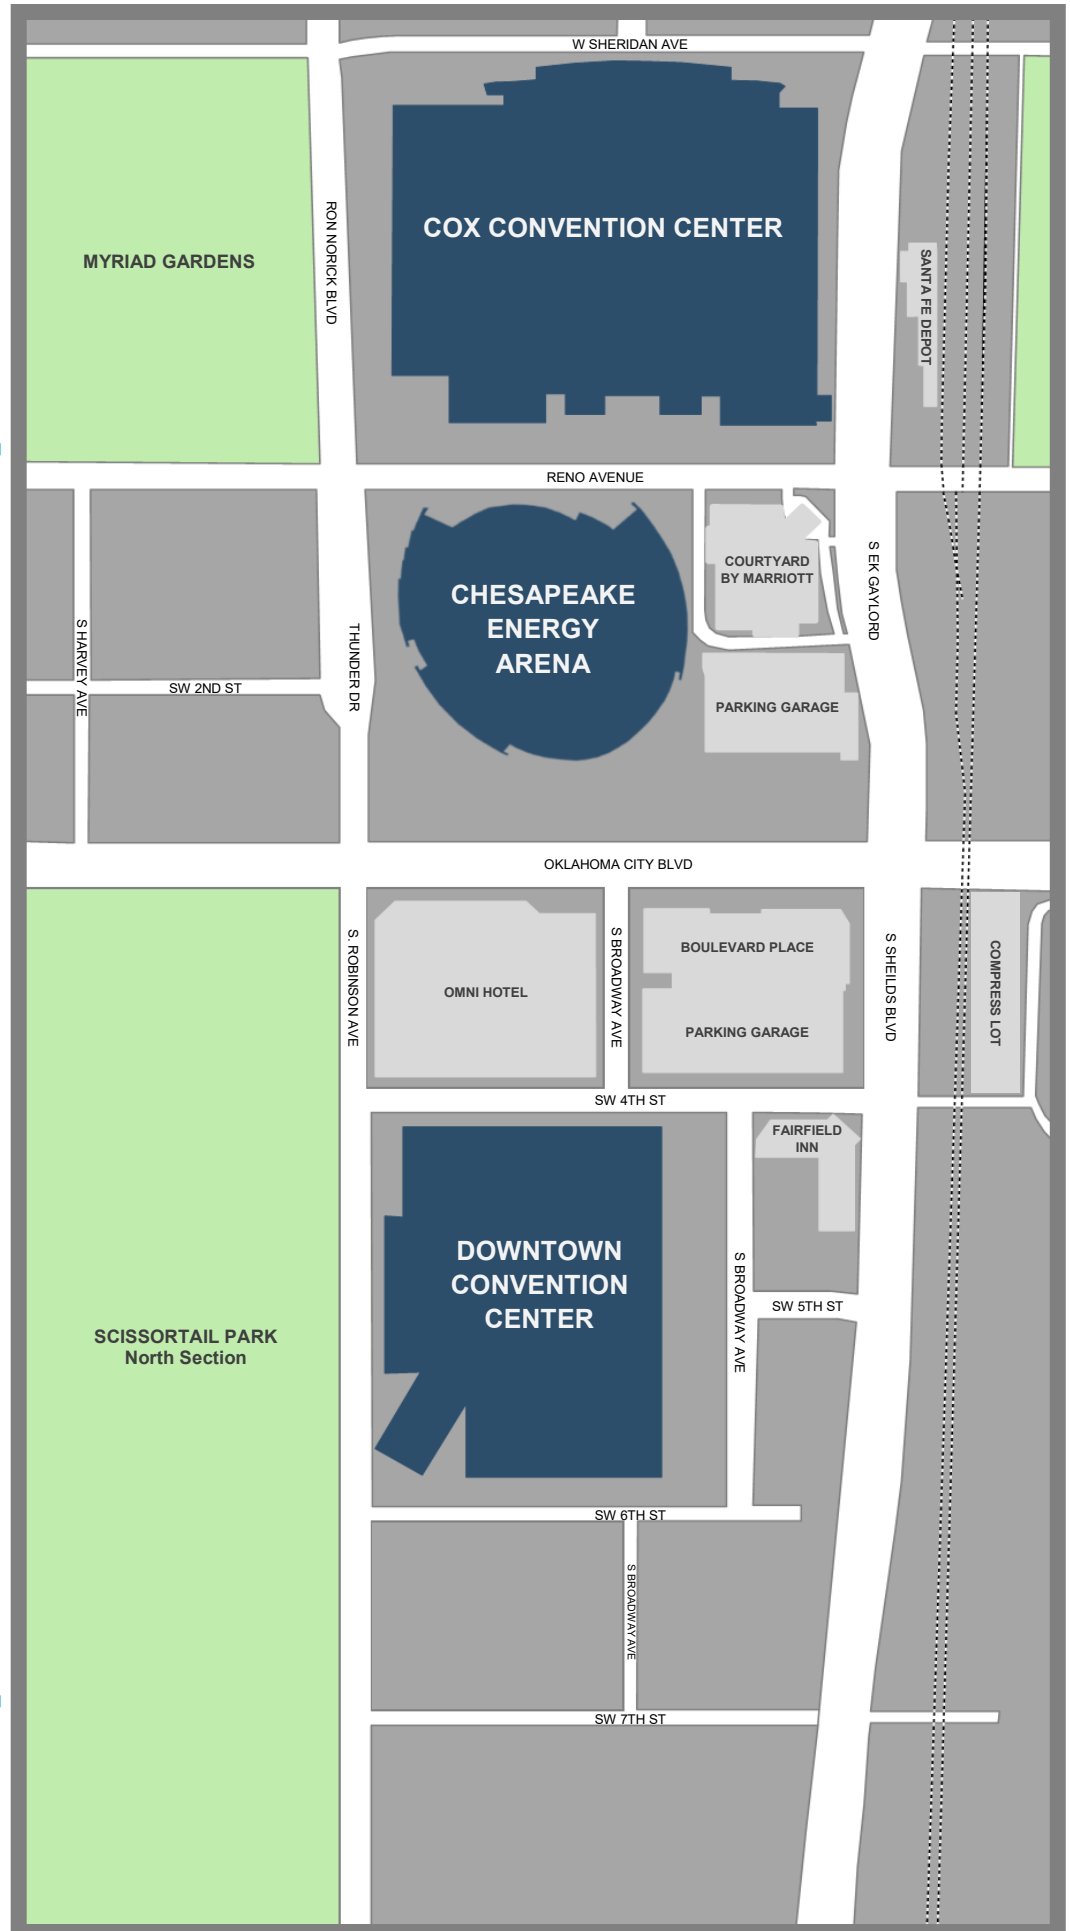 W SHERIDAN AVE
COX CONVENTION CENTER
RON NORICK BLVD
MYRIAD GARDENS
SANTA FE DEPOT
RENO AVENUE
COURTYARD
BY MARRIOTT
S EK GAYLORD
CHESAPEAKE
ENERGY
ARENA
S HARVEY AVE
THUNDER DR
SW 2ND ST
PARKING GARAGE
OKLAHOMA CITY BLVD
S. ROBINSON AVE
OMNI HOTEL
S BROADWAY AVE
BOULEVARD PLACE
PARKING GARAGE
S SHEILDS BLVD
COMPRESS LOT
SW 4TH ST
FAIRFIELD
INN
DOWNTOWN
CONVENTION
CENTER
S BROADWAY AVE
SW 5TH ST
SCISSORTAIL PARK
North Section
SW 6TH ST
S BROADWAY AVE
SW 7TH ST